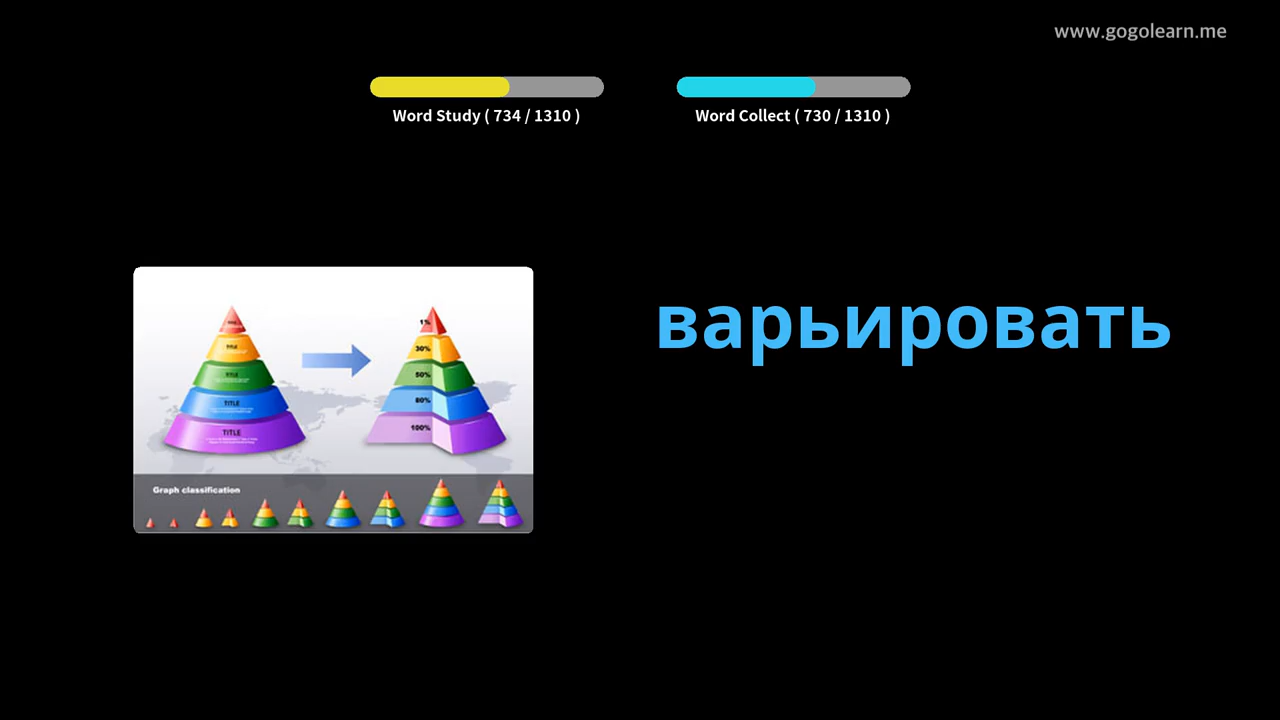 www.gogolearn.me
Word Study ( 734 / 1310 )
Word Collect ( 730 / 1310 )
варьировать
TITLE
TITLE
TITLE
TITLE
1%
30%
50%
80%
100%
Graph classification